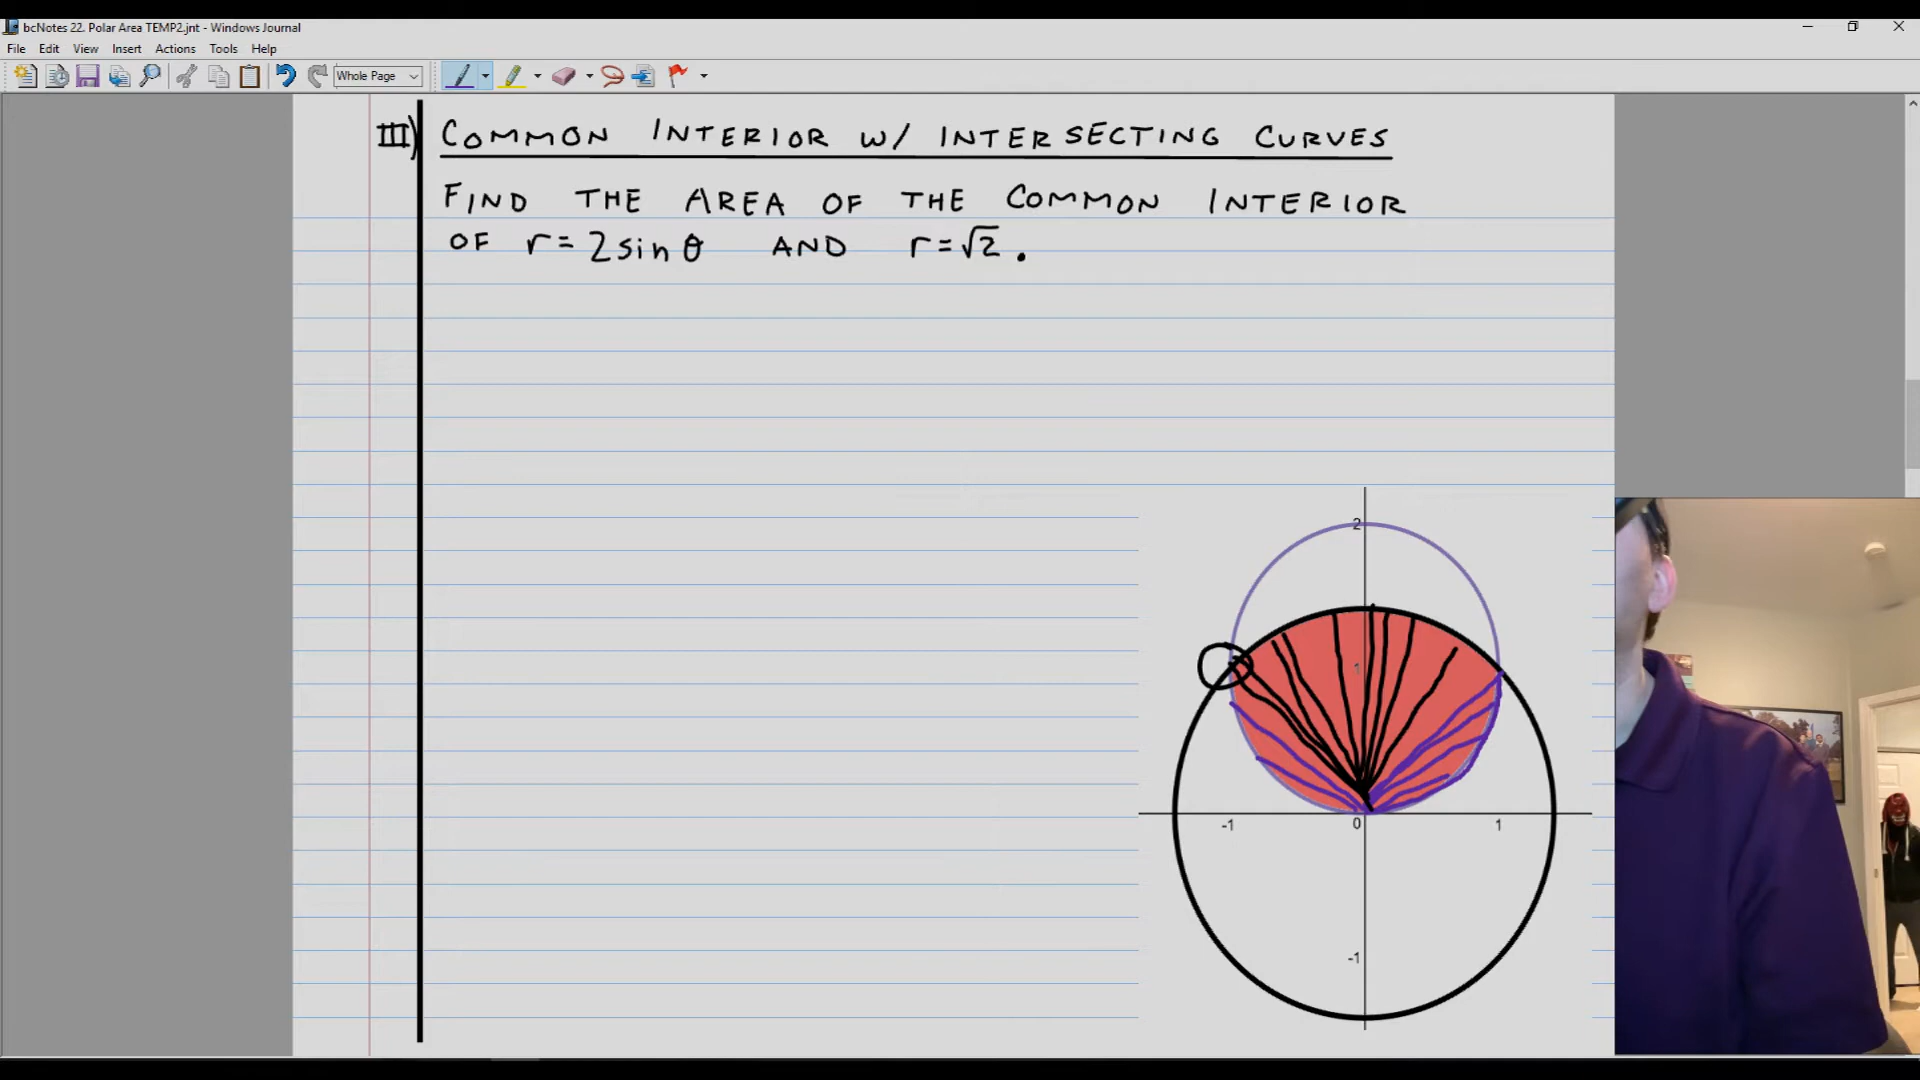 bcNotes 22. Polar Area TEMP2.jnt - Windows Journal
File Edit View Insert Actions Tools Help
Whole Page
III) COMMON INTERIOR W/ INTERSECTING CURVES
FIND THE AREA OF THE COMMON INTERIOR
OF r = 2 sin θ AND r = √2.
2
1
-1 0 1
-1